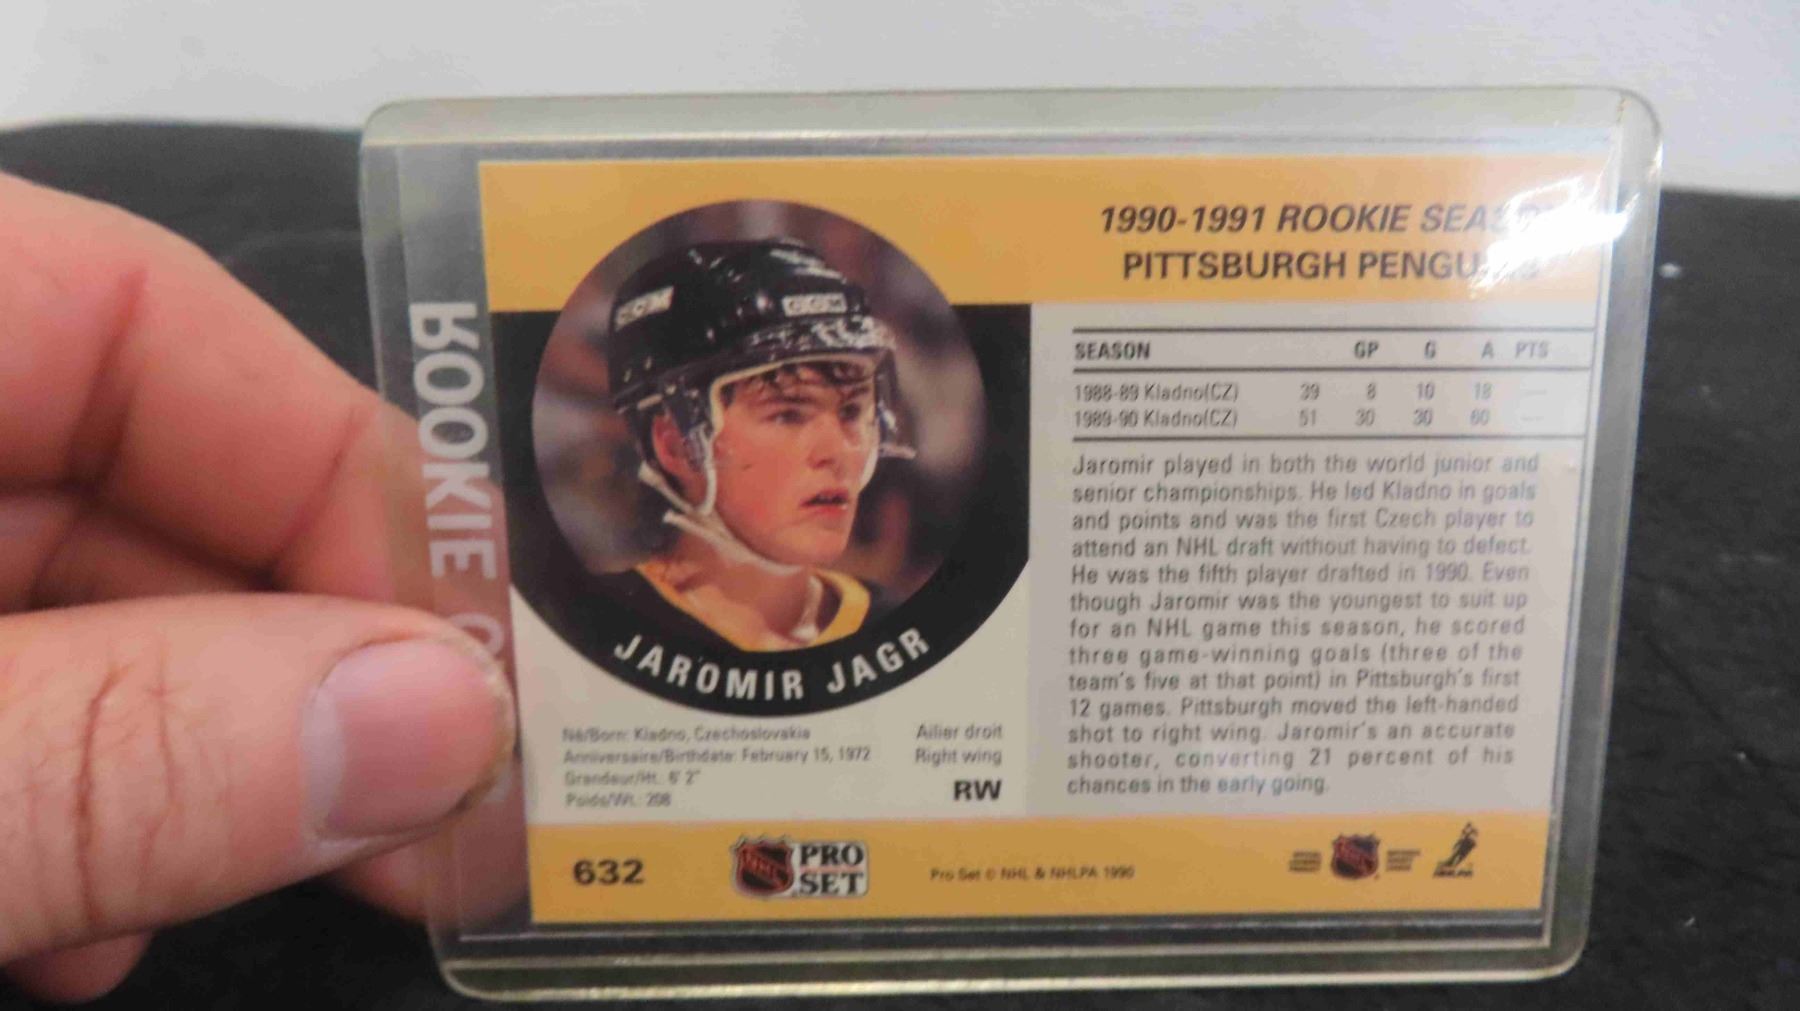 ROOKIE
1990-1991 ROOKIE
PITTSBURGH
CCM
CCM
SEASON GP G A PTS
1988-89 Kladno(CZ) 39 8 10 18
1989-90 Kladno(CZ) 51 30 30 60
Jaromir played in both the world junior and
senior championships. He led Kladno in goals
and points and was the first Czech player to
attend an NHL draft without having to defect.
He was the fifth player drafted in 1990. Even
though Jaromir was the youngest to suit up
for an NHL game this season, he scored
three game-winning goals (three of the
team's five at that point) in Pittsburgh's first
12 games. Pittsburgh moved the left-handed
shot to right wing. Jaromir's an accurate
shooter, converting 21 percent of his
chances in the early going.
JAROMIR JAGR
Né/Born: Kladno, Czechoslovakia
Anniversaire/Birthdate: February 15, 1972
Grandeur/Ht.: 6' 2"
Poids/Wt.: 208
Ailier droit
Right wing
RW
632
NHL
PRO
SET
Pro Set © NHL & NHLPA 1990
NHL
NHLPA